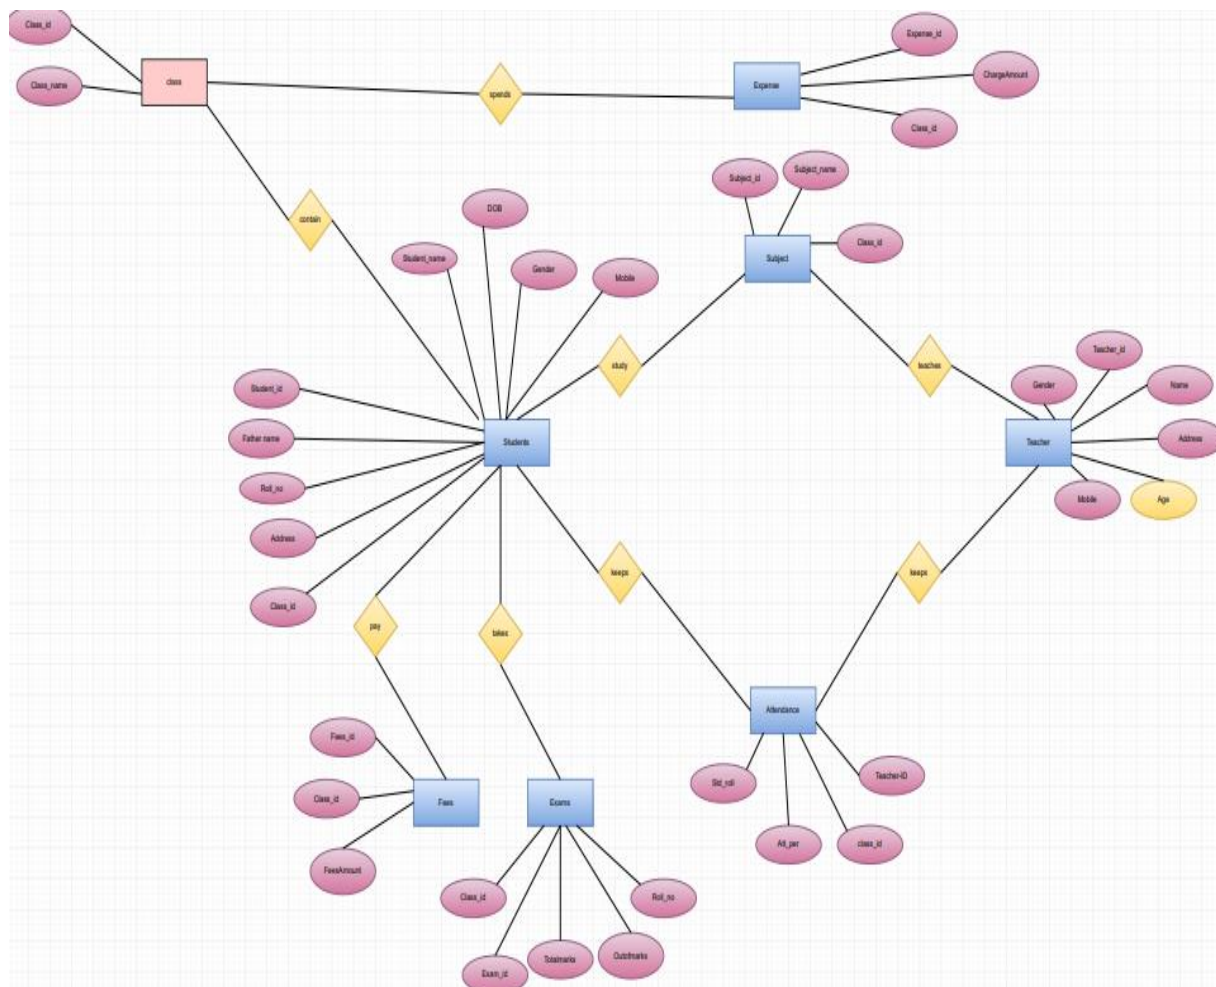 Class_id
Expense_id
ChargeAmount
class
Class_name
Expense
spends
Class_id
Subject_name
Subject_id
DOB
contain
Class_id
Student_name
Subject
Gender
Mobile
Teacher_id
study
teaches
Gender
Name
Student_id
Father name
Students
Teacher
Address
Roll_no
Mobile
Age
Address
keeps
keeps
Class_id
pay
takes
Attendance
Fees_id
Teacher-ID
Std_roll
Class_id
Fees
Exams
Att_per
class_id
FeesAmount
Class_id
Roll_no
Totalmarks
Outofmarks
Exam_id